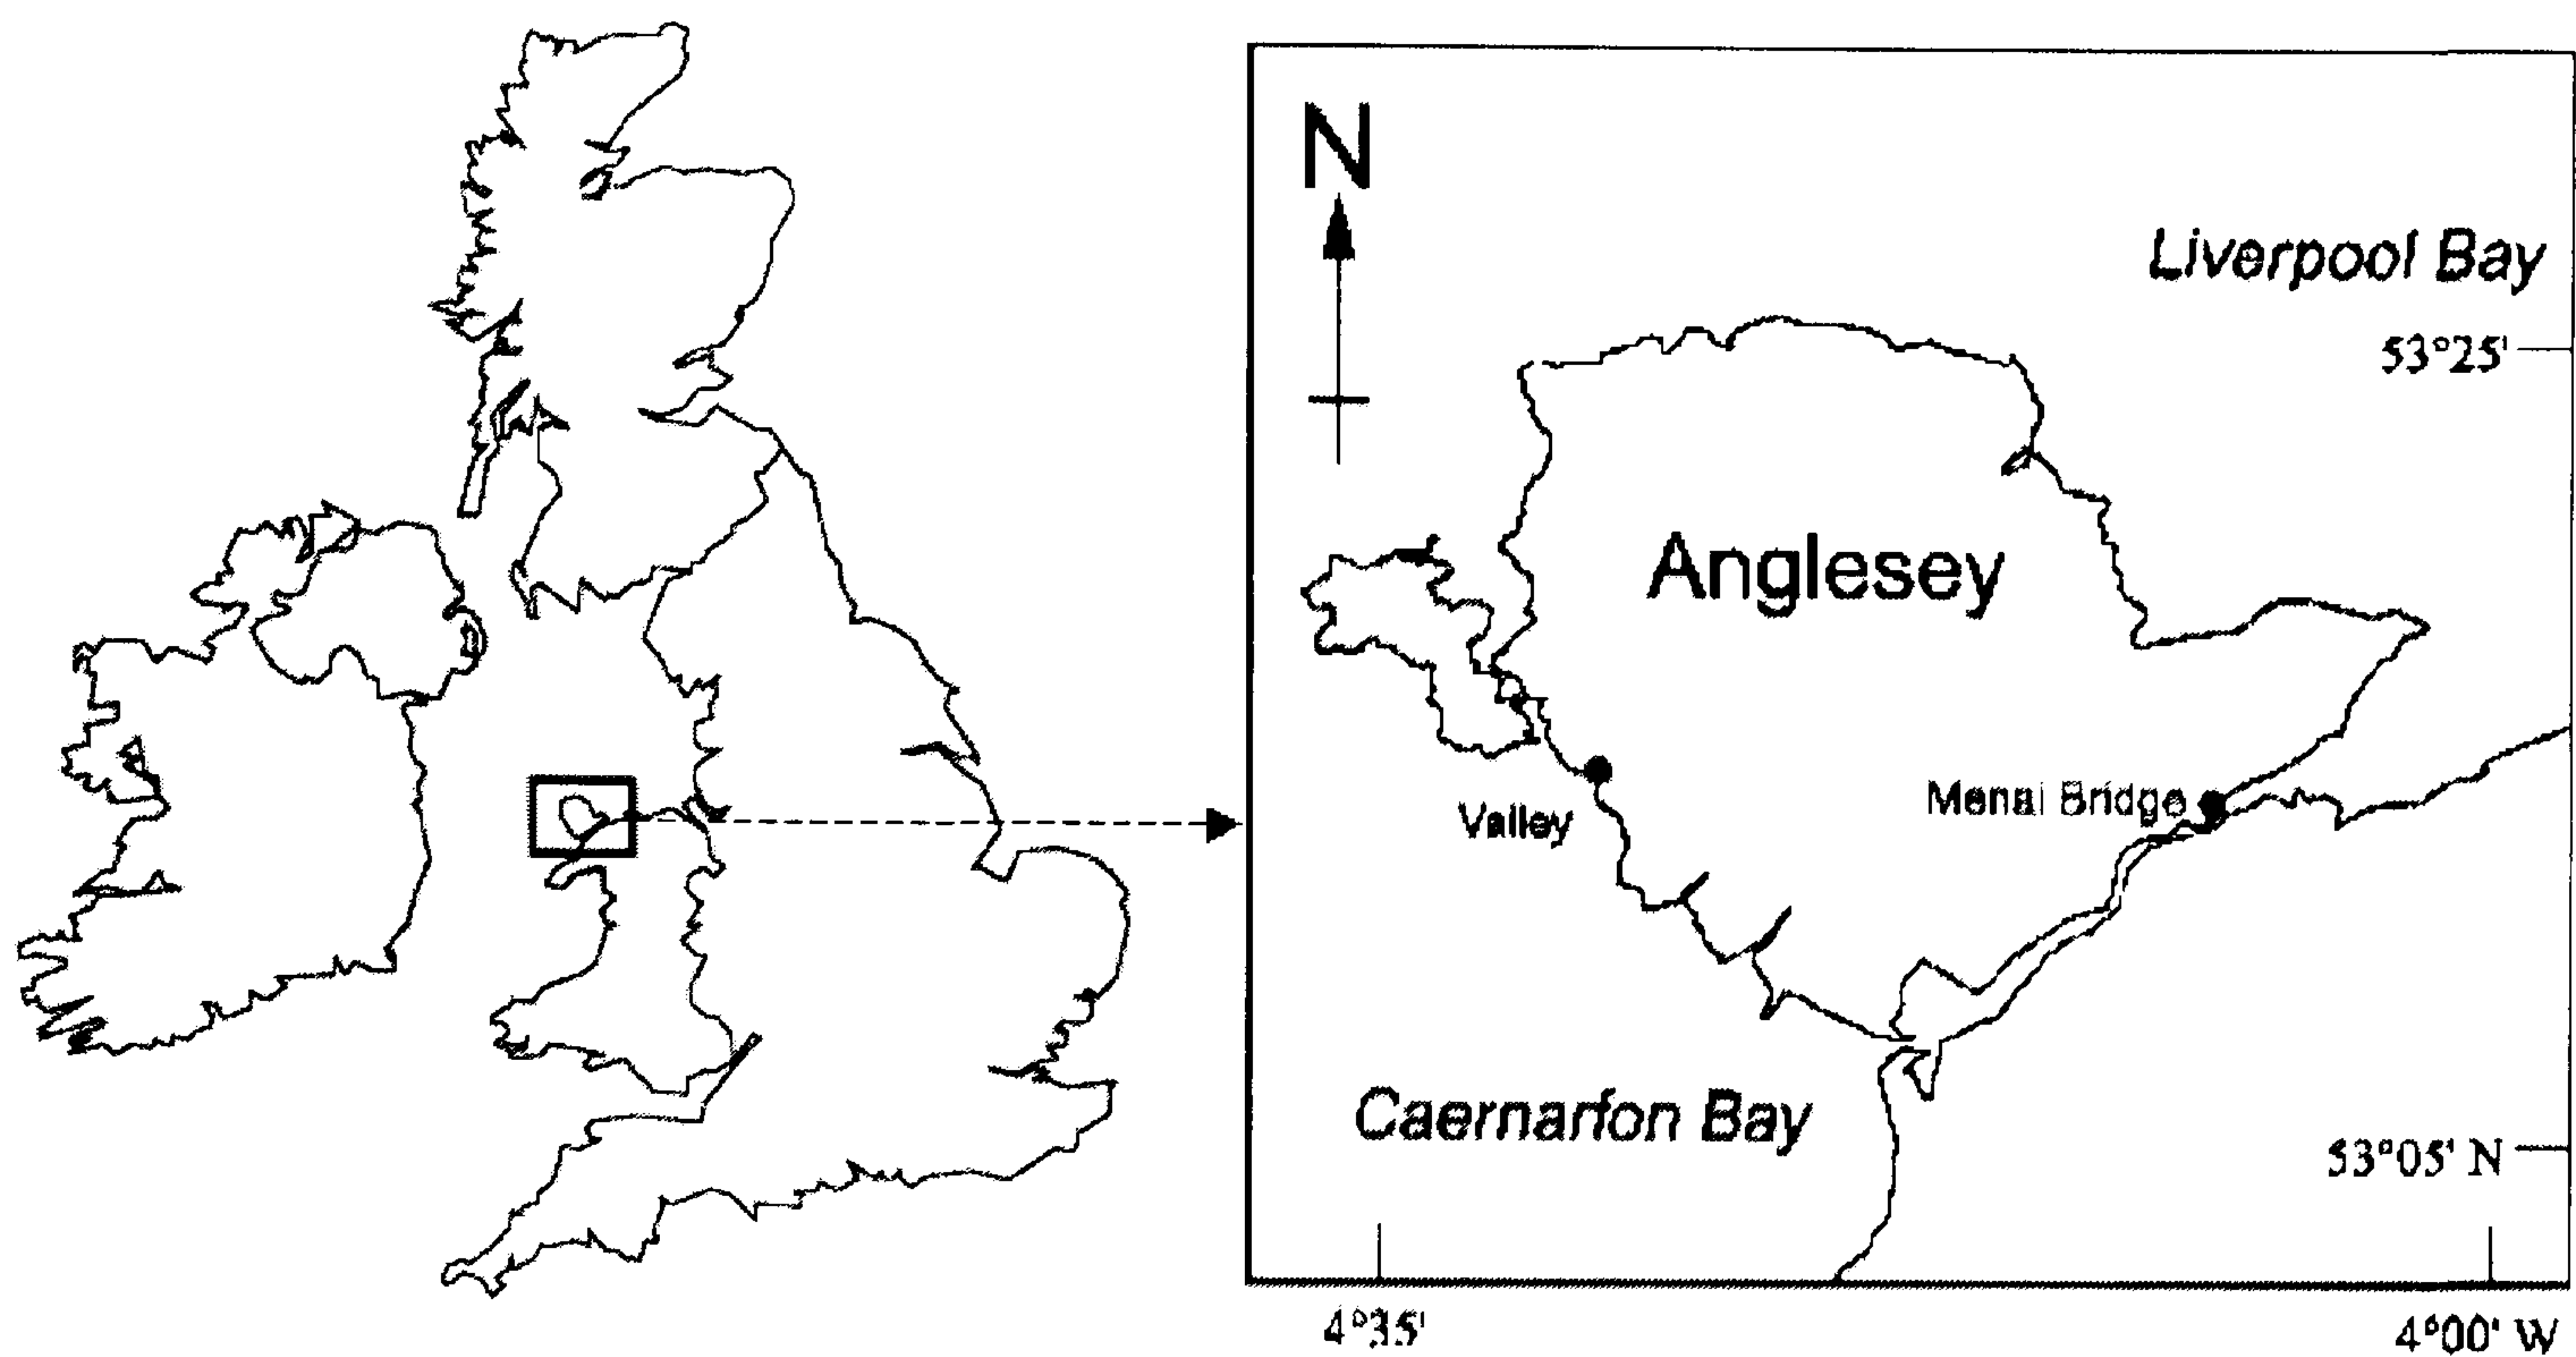 N
Liverpool Bay
53°25'
Anglesey
Menai Bridge
Valley
Caernarfon Bay
53°05' N
4°35'
4°00' W